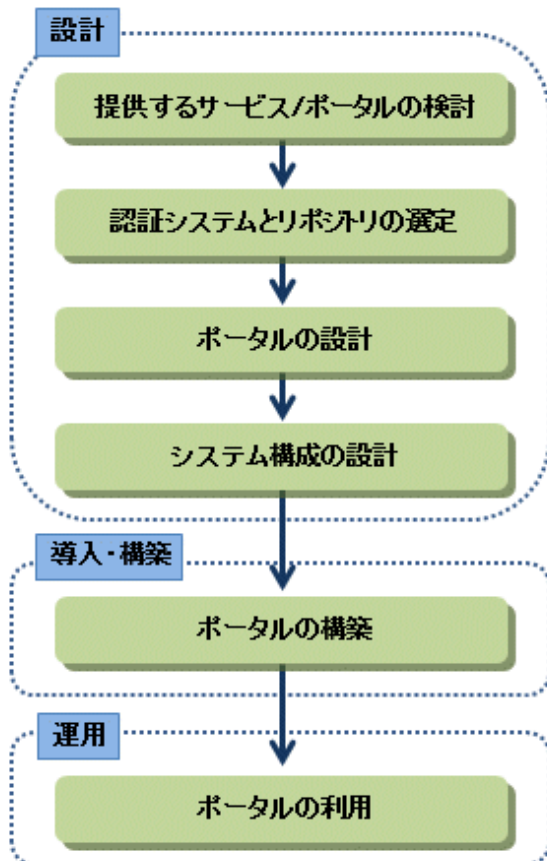 設計
提供するサービス/ポータルの検討
認証システムとリポジトリの選定
ポータルの設計
システム構成の設計
導入・構築
ポータルの構築
運用
ポータルの利用